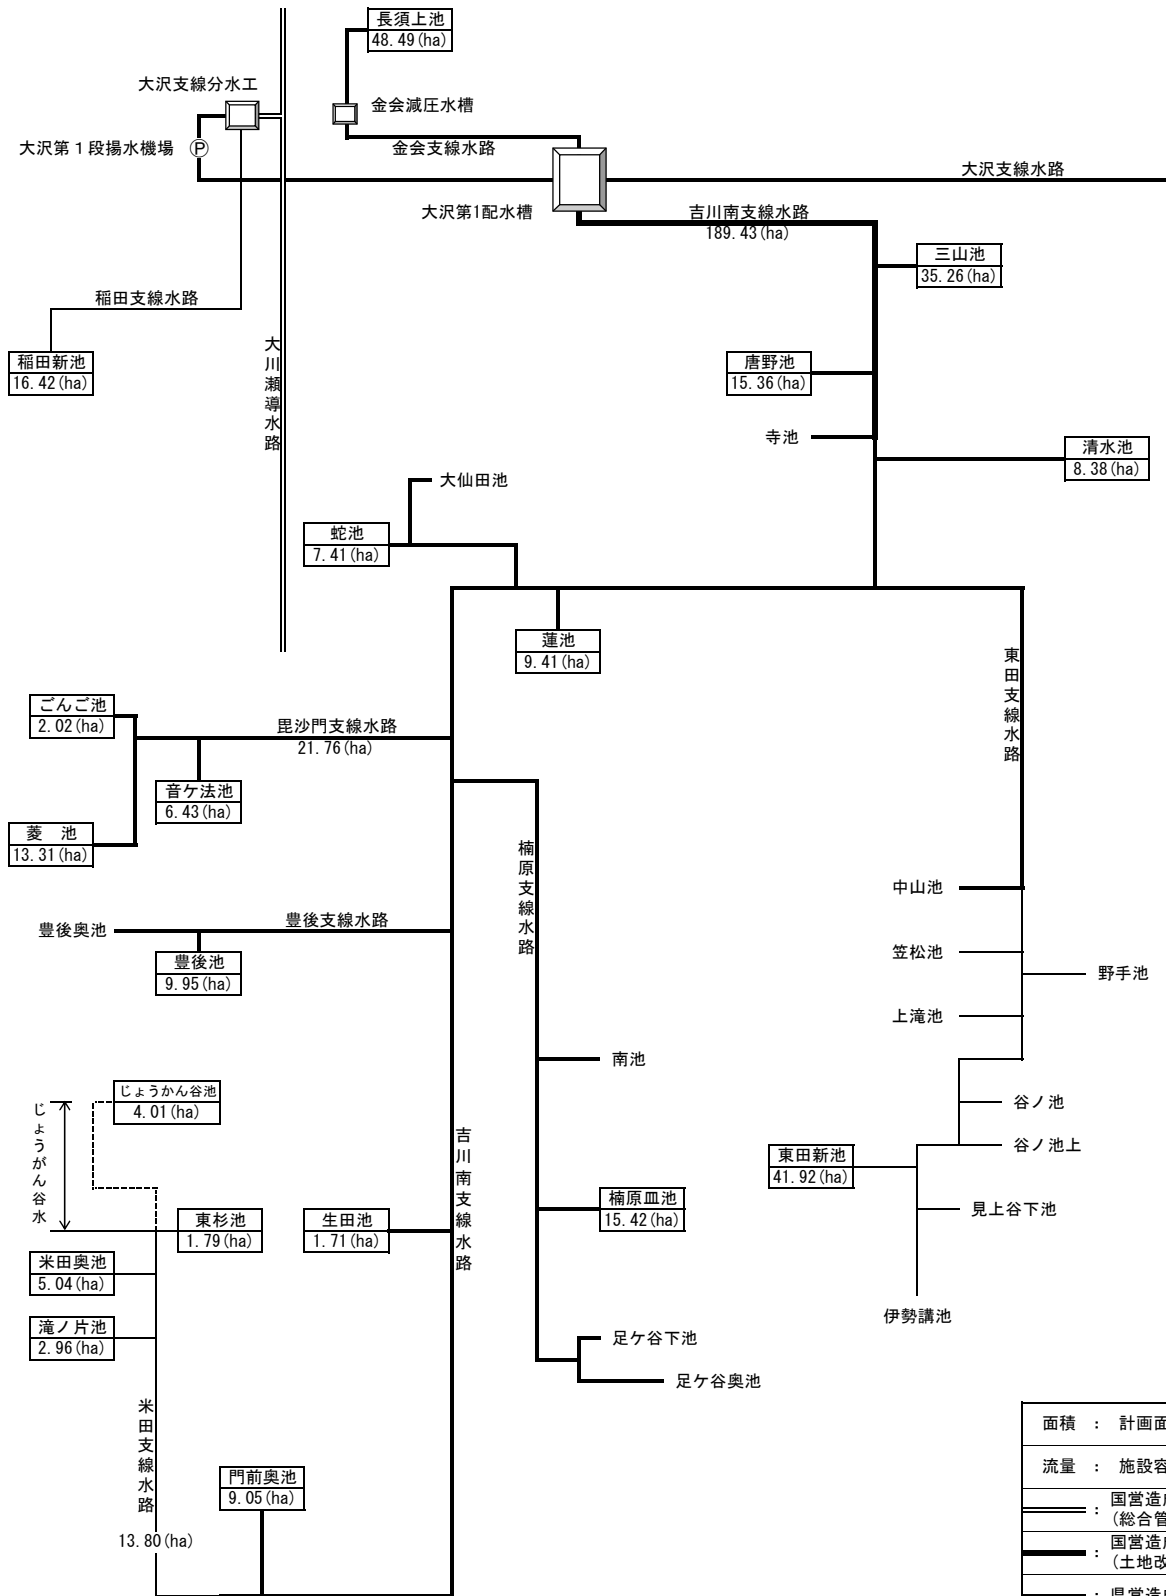 長須上池
48.49(ha)
大沢支線分水工
金会減圧水槽
大沢第1段揚水機場 Ⓟ
金会支線水路
大沢支線水路
大沢第1配水槽
吉川南支線水路
189.43(ha)
三山池
35.26(ha)
稲田支線水路
大川瀬導水路
稲田新池
16.42(ha)
唐野池
15.36(ha)
寺池
清水池
8.38(ha)
大仙田池
蛇池
7.41(ha)
蓮池
9.41(ha)
東田支線水路
ごんご池
2.02(ha)
毘沙門支線水路
21.76(ha)
音ケ法池
6.43(ha)
菱 池
13.31(ha)
楠原支線水路
中山池
豊後奥池
豊後支線水路
豊後池
9.95(ha)
笠松池
野手池
上滝池
南池
じょうかん谷池
4.01(ha)
じょうがん谷水
谷ノ池
谷ノ池上
吉川南支線水路
東田新池
41.92(ha)
楠原皿池
15.42(ha)
見上谷下池
東杉池
1.79(ha)
生田池
1.71(ha)
米田奥池
5.04(ha)
伊勢講池
滝ノ片池
2.96(ha)
足ケ谷下池
足ケ谷奥池
米田支線水路
13.80(ha)
門前奥池
9.05(ha)
面積 : 計画面
流量 : 施設容
: 国営造成
(総合管
: 国営造成
(土地改
: 県営造成